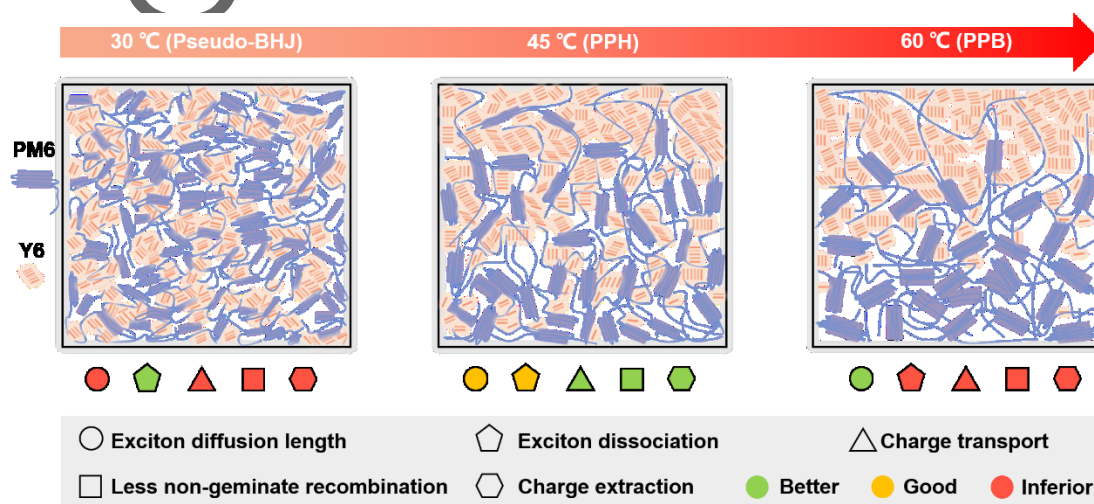 30 ℃ (Pseudo-BHJ) 45 ℃ (PPH) 60 ℃ (PPB)
PM6
Y6
Exciton diffusion length Exciton dissociation Charge transport
Less non-geminate recombination Charge extraction Better Good Inferior